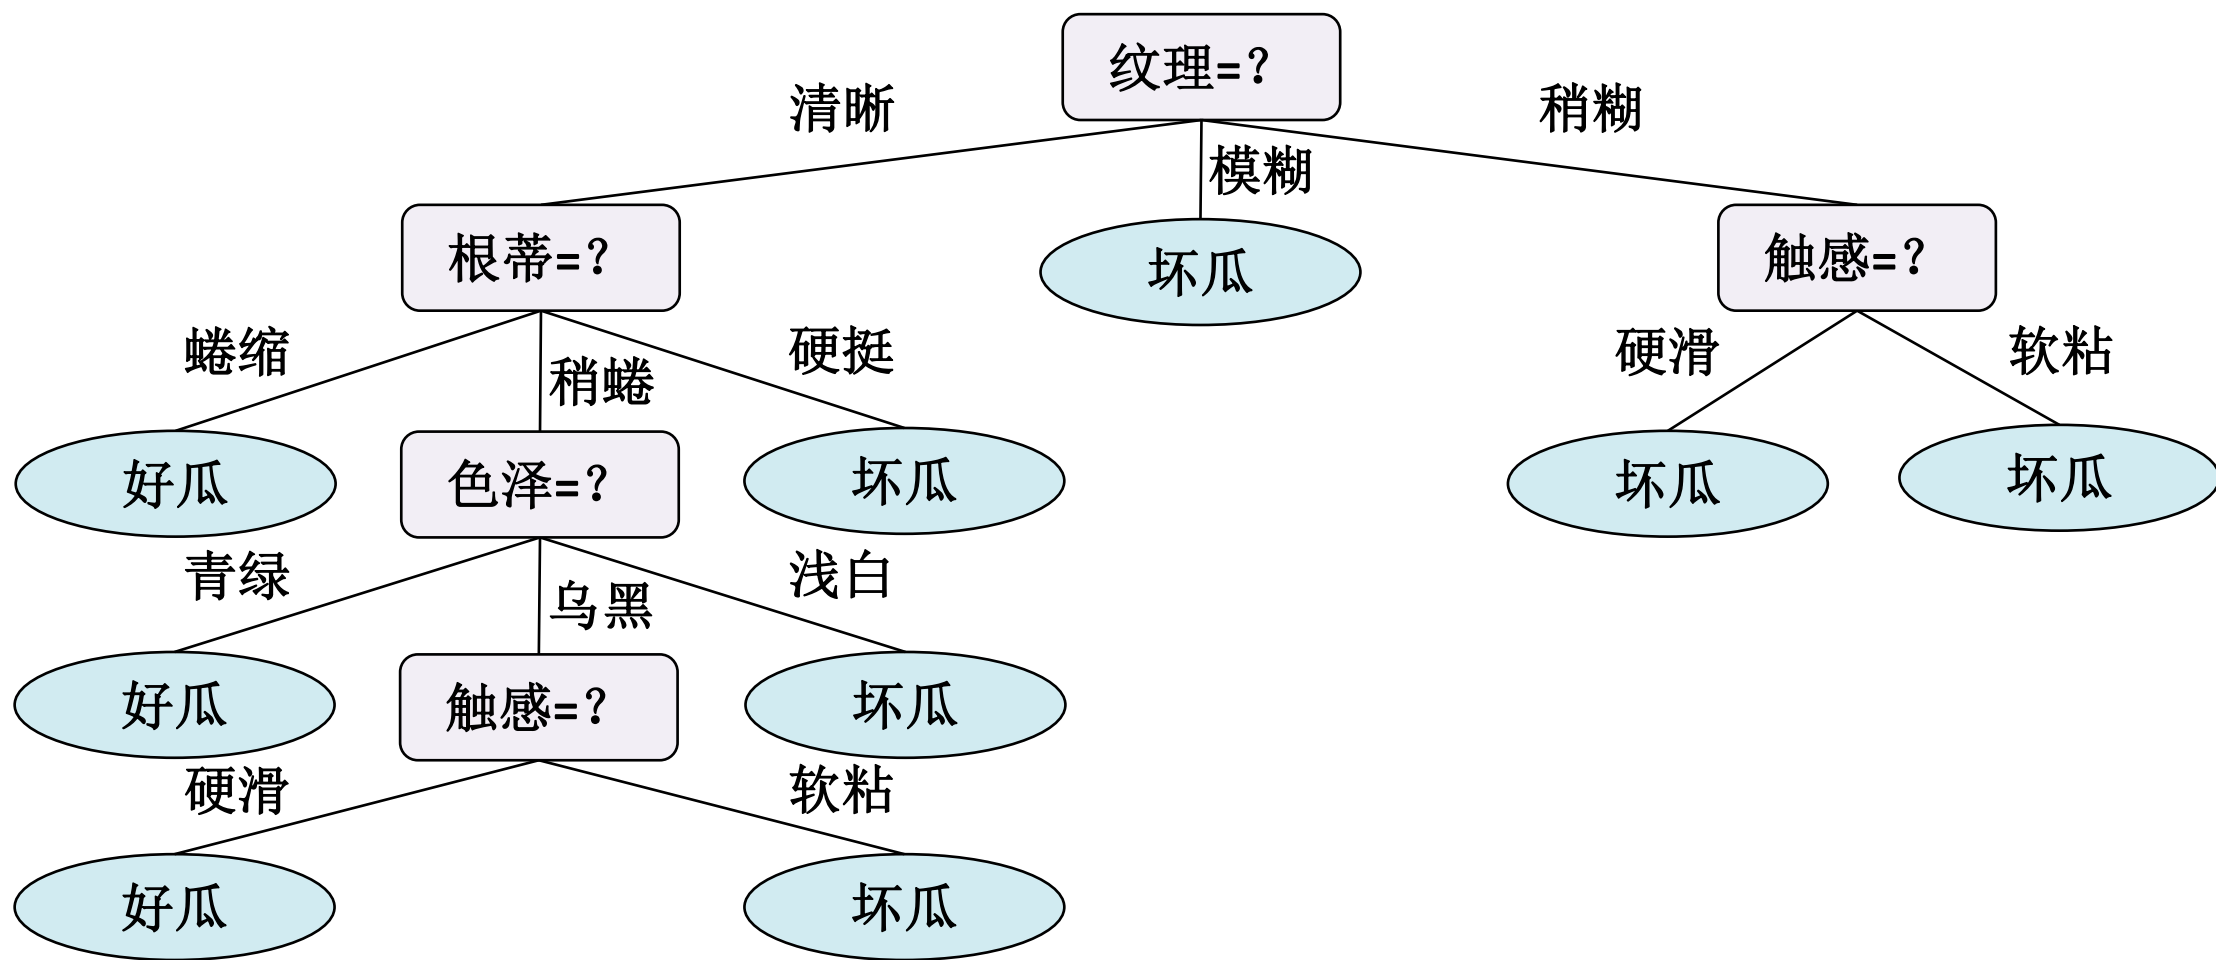 纹理=?
清晰
模糊
稍糊
根蒂=?
坏瓜
触感=?
蜷缩
稍蜷
硬挺
硬滑
软粘
好瓜
色泽=?
坏瓜
坏瓜
坏瓜
青绿
乌黑
浅白
好瓜
触感=?
坏瓜
硬滑
软粘
好瓜
坏瓜